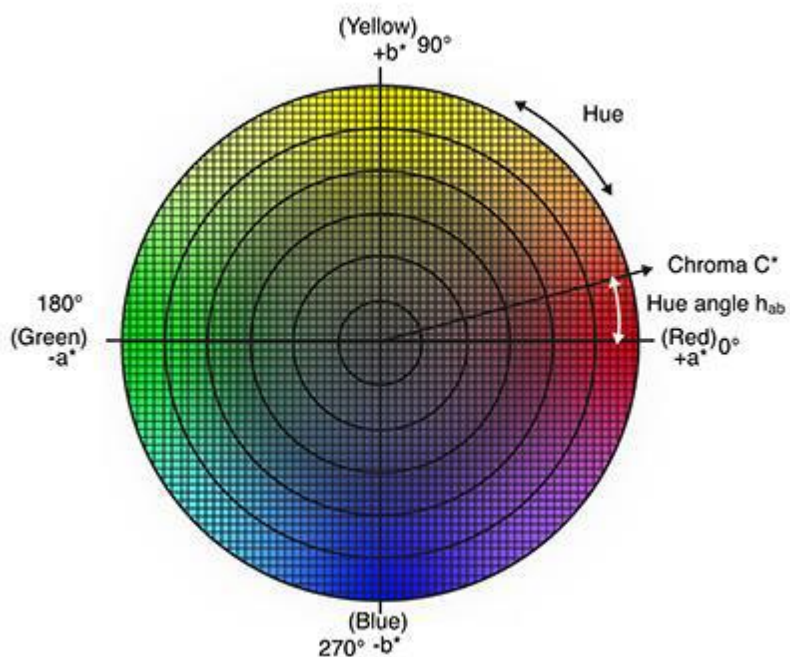 (Yellow)
+b* 90°
Hue
Chroma C*
180°
(Green)
-a*
Hue angle hab
(Red) 0°
+a*
(Blue)
270° -b*